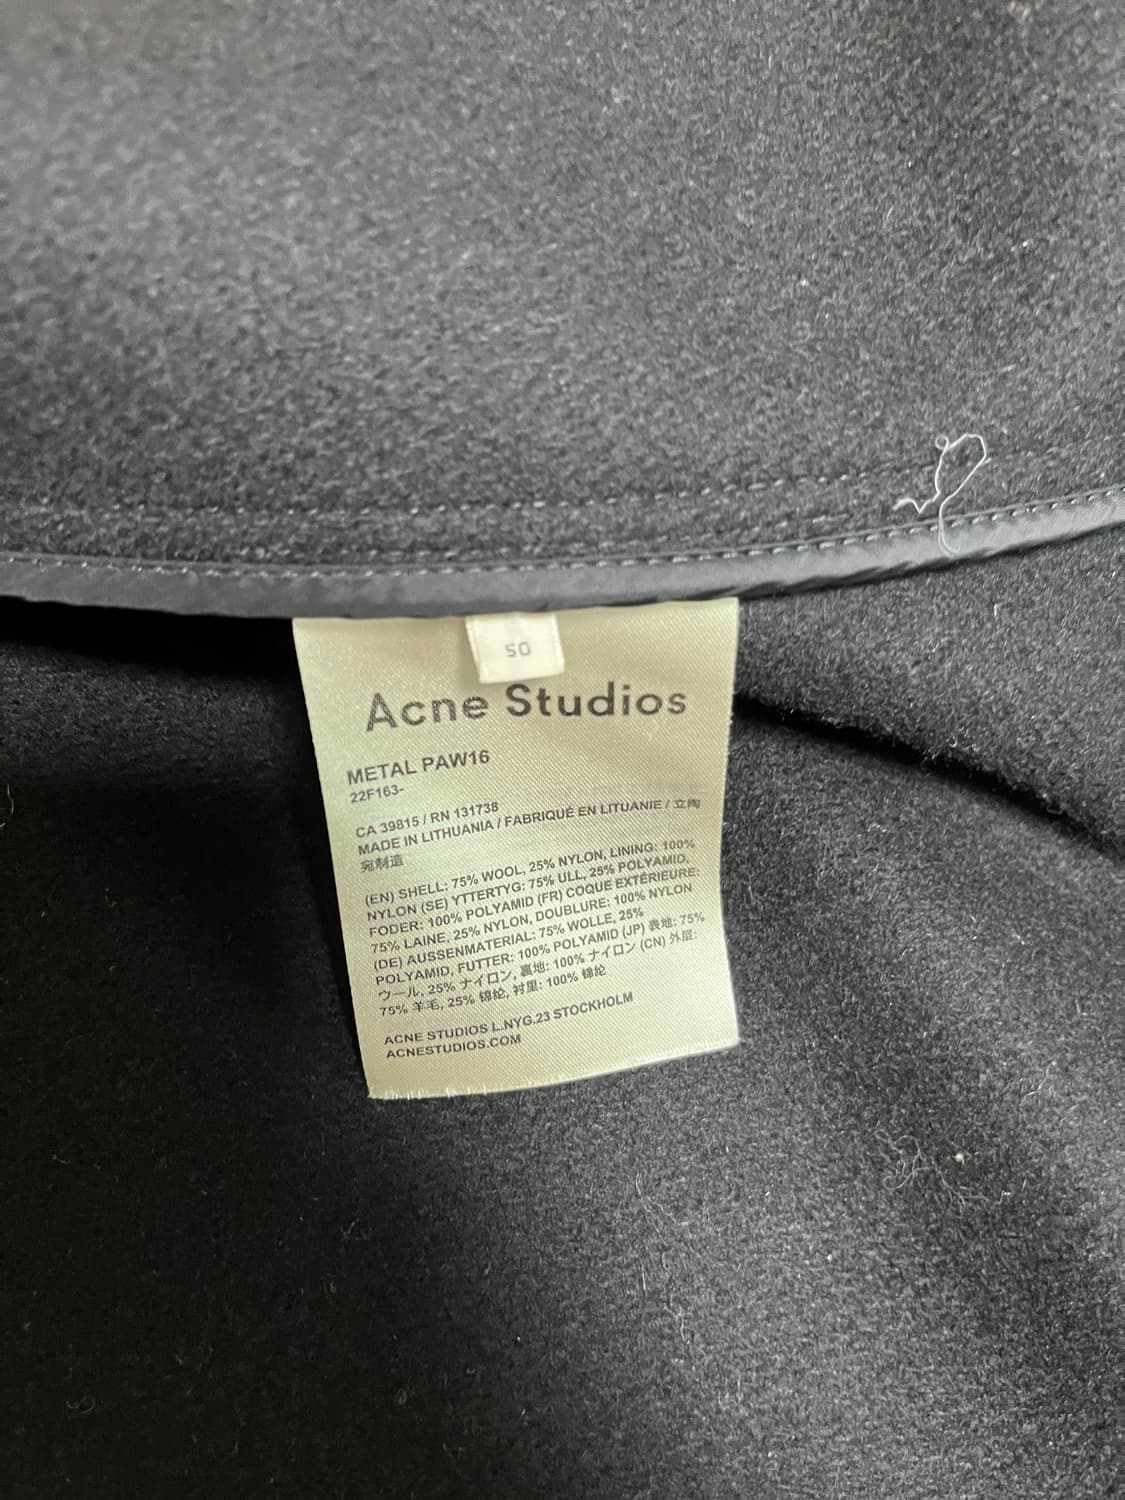 50
Acne Studios
METAL PAW16
22F163-
CA 39815 / RN 131738
MADE IN LITHUANIA / FABRIQUÉ EN LITUANIE / 立陶
宛制造
(EN) SHELL: 75% WOOL, 25% NYLON, LINING: 100%
NYLON (SE) YTTERTYG: 75% ULL, 25% POLYAMID,
FODER: 100% POLYAMID (FR) COQUE EXTÉRIEURE:
75% LAINE, 25% NYLON, DOUBLURE: 100% NYLON
(DE) AUSSENMATERIAL: 75% WOLLE, 25%
POLYAMID, FUTTER: 100% POLYAMID (JP) 表地: 75%
ウール, 25% ナイロン, 裏地: 100% ナイロン (CN) 外层:
75% 羊毛, 25% 锦纶, 衬里: 100% 锦纶
ACNE STUDIOS L.NYG.23 STOCKHOLM
ACNESTUDIOS.COM